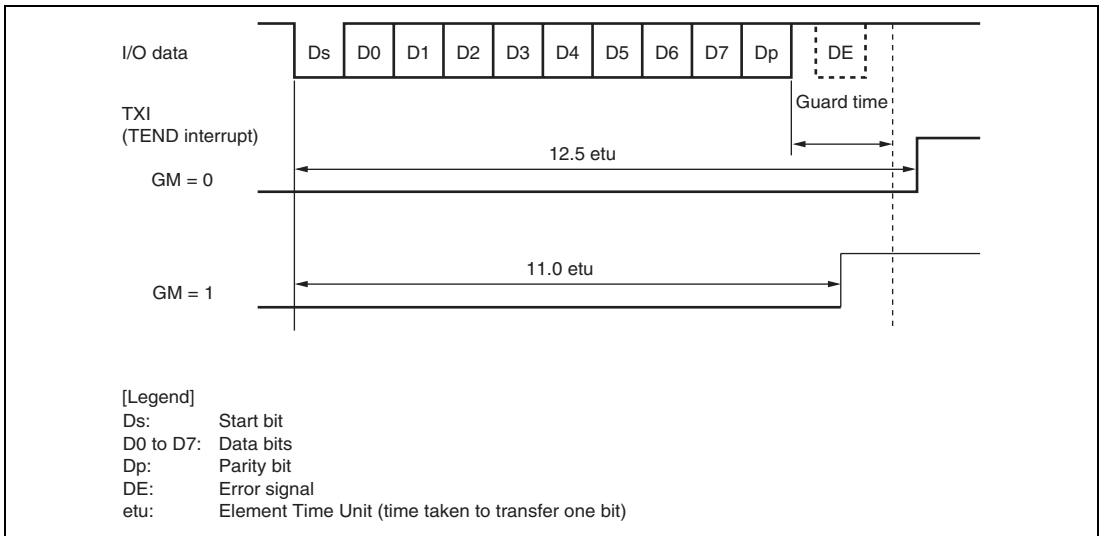 I/O data
Ds D0 D1 D2 D3 D4 D5 D6 D7 Dp DE
Guard time
TXI
(TEND interrupt)
12.5 etu
GM = 0
11.0 etu
GM = 1
[Legend]
Ds: Start bit
D0 to D7: Data bits
Dp: Parity bit
DE: Error signal
etu: Element Time Unit (time taken to transfer one bit)